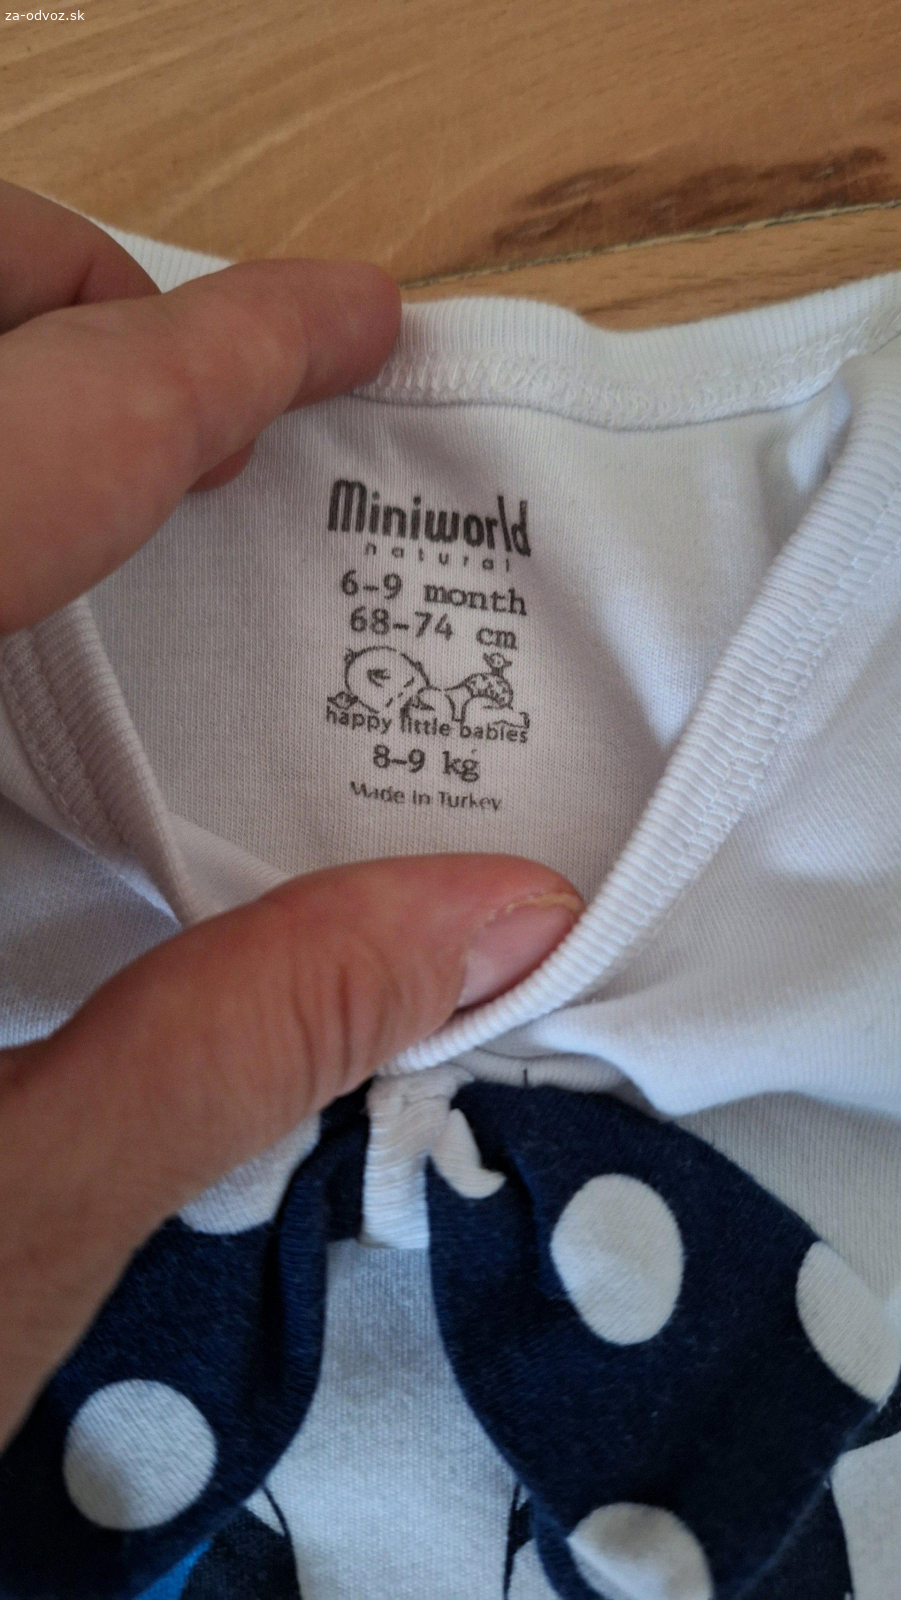 za-odvoz.sk
Miniworld
natural
6-9 month
68-74 cm
happy little babies
8-9 kg
Made in Turkey